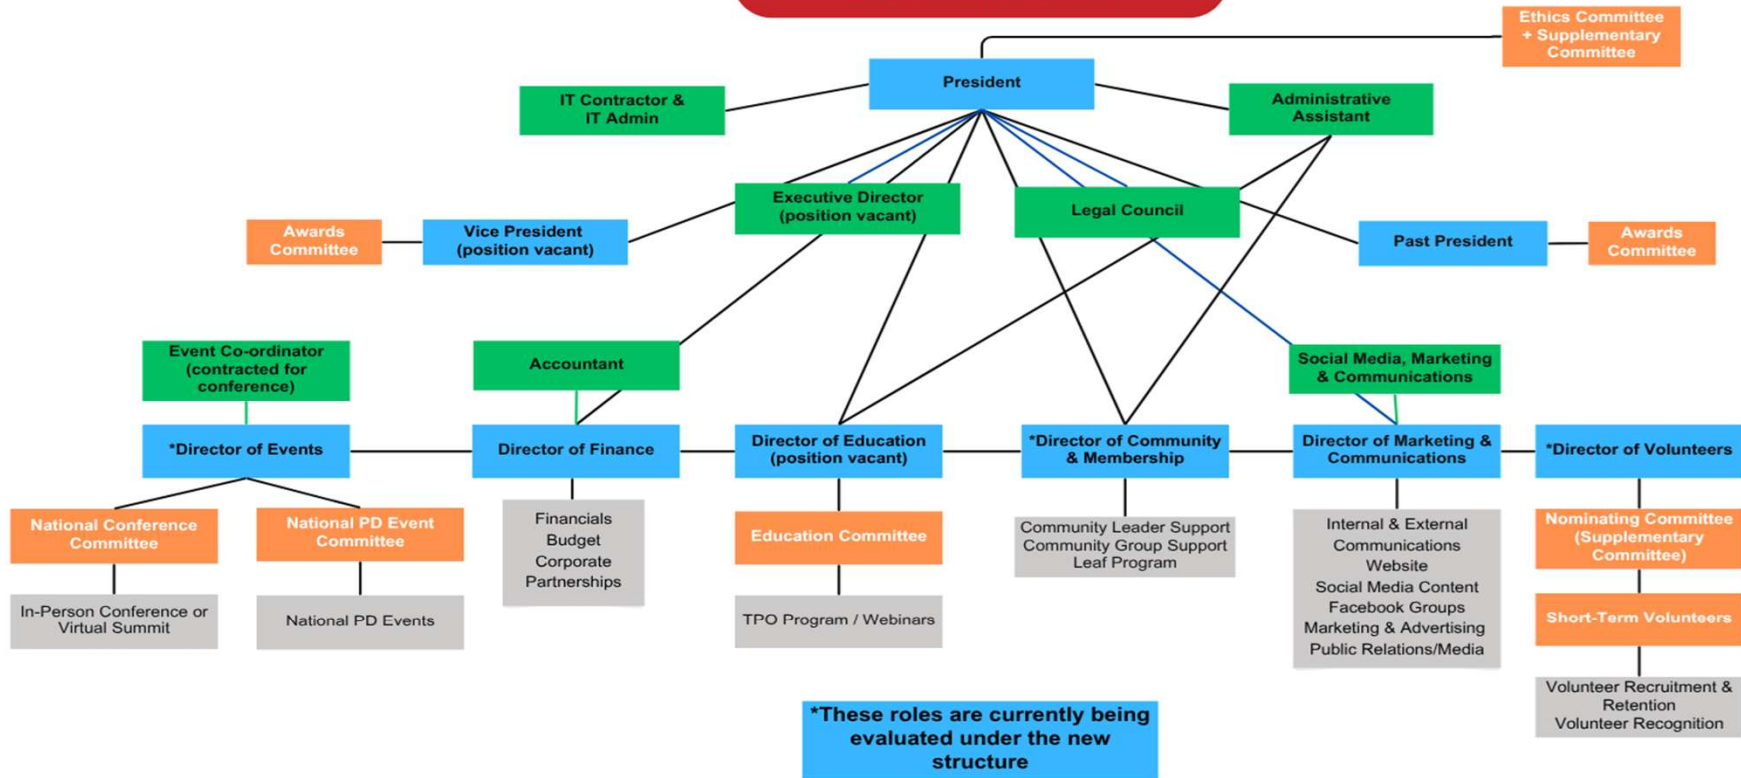 Ethics Committee
+ Supplementary
Committee
President
IT Contractor &
IT Admin
Administrative
Assistant
Executive Director
(position vacant)
Legal Council
Awards
Committee
Vice President
(position vacant)
Past President
Awards
Committee
Event Co-ordinator
(contracted for
conference)
Accountant
Social Media, Marketing
& Communications
*Director of Events
Director of Finance
Director of Education
(position vacant)
*Director of Community
& Membership
Director of Marketing &
Communications
*Director of Volunteers
National Conference
Committee
National PD Event
Committee
Financials
Budget
Corporate
Partnerships
Education Committee
Community Leader Support
Community Group Support
Leaf Program
Internal & External
Communications
Website
Social Media Content
Facebook Groups
Marketing & Advertising
Public Relations/Media
Nominating Committee
(Supplementary
Committee)
In-Person Conference or
Virtual Summit
National PD Events
TPO Program / Webinars
Short-Term Volunteers
Volunteer Recruitment &
Retention
Volunteer Recognition
*These roles are currently being
evaluated under the new
structure